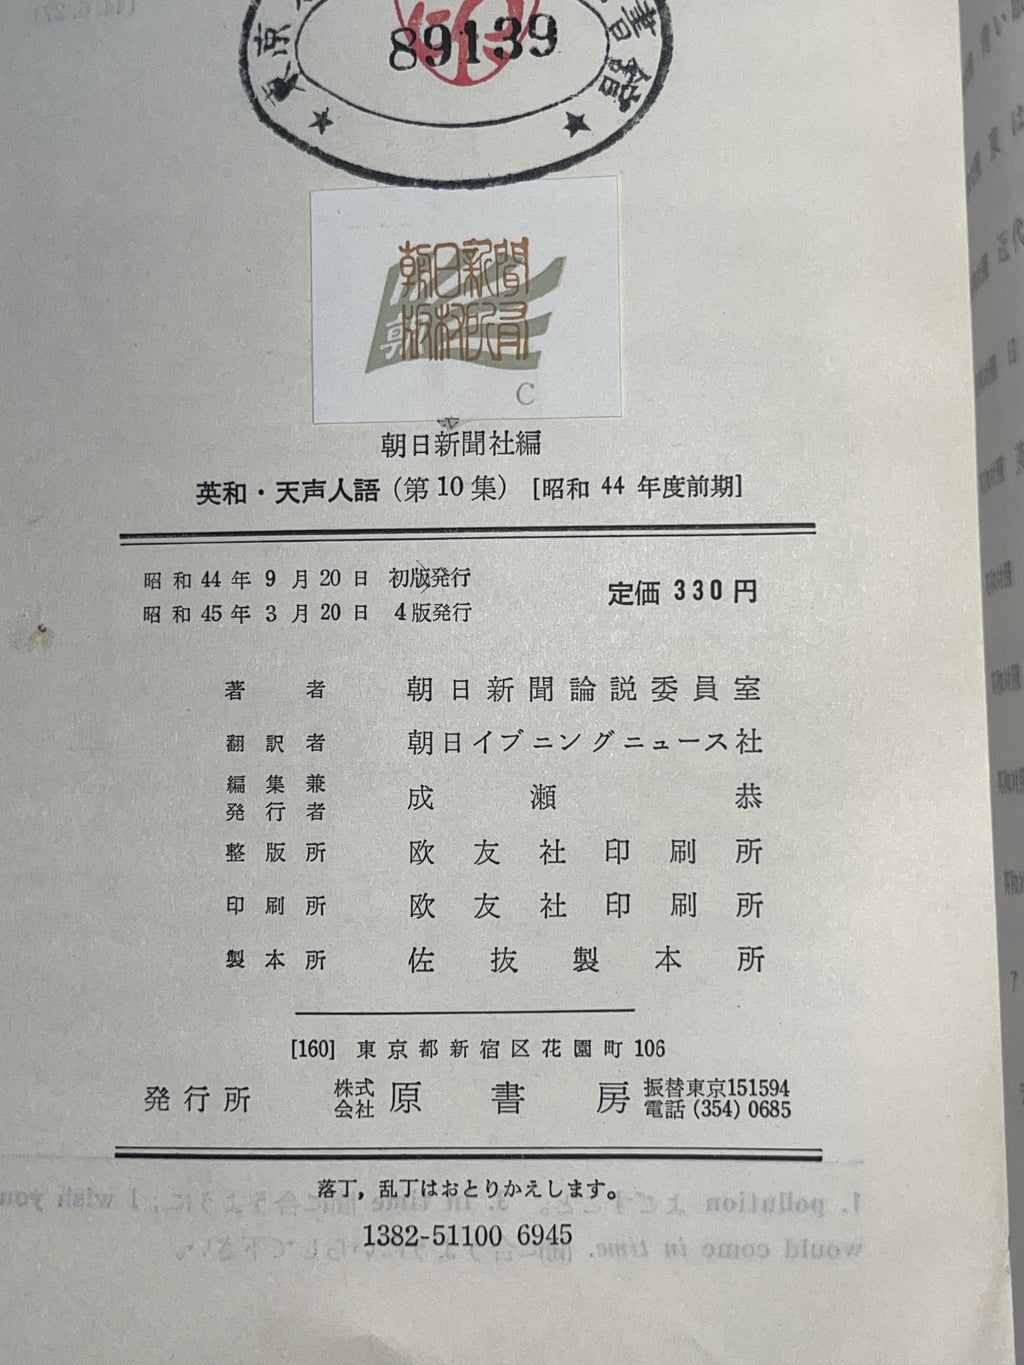 89139
朝日新聞
C
朝日新聞社編
英和・天声人語（第10集）［昭和44年度前期］
昭和44年9月20日 初版発行
昭和45年3月20日 4版発行
定価 330円
著者 朝日新聞論説委員室
翻訳者 朝日イブニングニュース社
編集兼発行者 成瀬恭
整版所 欧友社印刷所
印刷所 欧友社印刷所
製本所 佐抜製本所
[160] 東京都新宿区花園町106
発行所 株式会社 原書房 振替東京151594
電話(354)0685
落丁，乱丁はおとりかえします。
1382-51100 6945